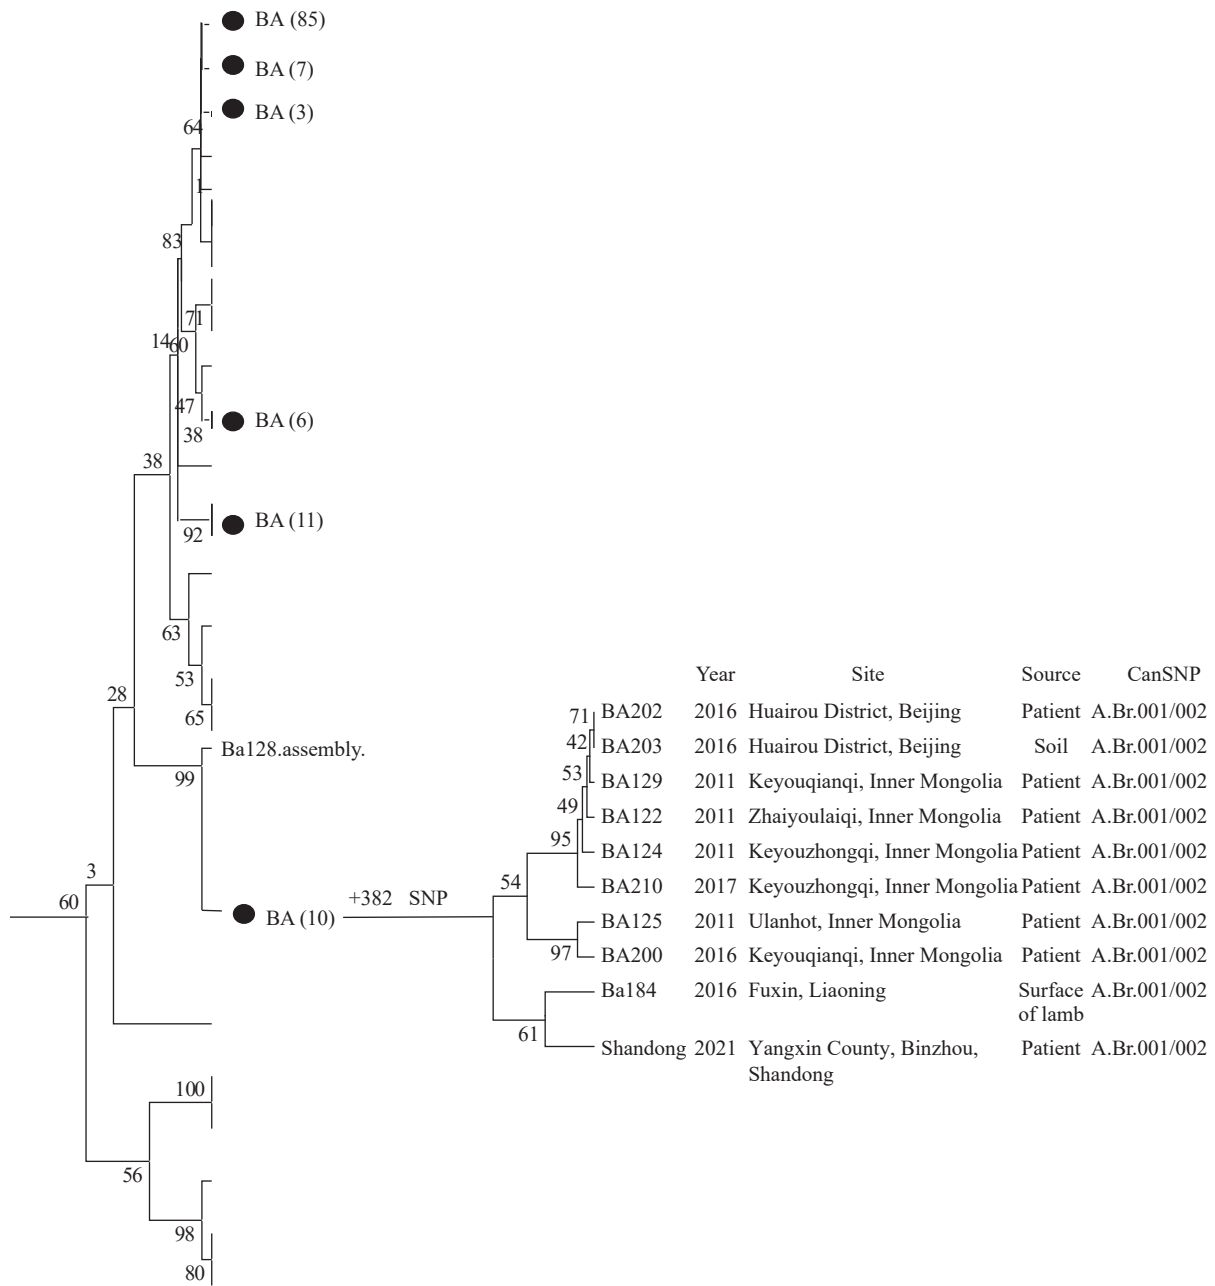 BA (85)
BA (7)
BA (3)
64
1
83
71
14
60
47
BA (6)
38
38
BA (11)
92
63
53
65
28
Ba128.assembly.
99
3
60
BA (10)
+382 SNP
100
56
98
80
Year Site Source CanSNP
71 BA202 2016 Huairou District, Beijing Patient A.Br.001/002
42 BA203 2016 Huairou District, Beijing Soil A.Br.001/002
53 BA129 2011 Keyouqianqi, Inner Mongolia Patient A.Br.001/002
49 BA122 2011 Zhaiyoulaiqi, Inner Mongolia Patient A.Br.001/002
95 BA124 2011 Keyouzhongqi, Inner Mongolia Patient A.Br.001/002
54 BA210 2017 Keyouzhongqi, Inner Mongolia Patient A.Br.001/002
BA125 2011 Ulanhot, Inner Mongolia Patient A.Br.001/002
97 BA200 2016 Keyouqianqi, Inner Mongolia Patient A.Br.001/002
Ba184 2016 Fuxin, Liaoning Surface A.Br.001/002
of lamb
61 Shandong 2021 Yangxin County, Binzhou, Patient A.Br.001/002
Shandong